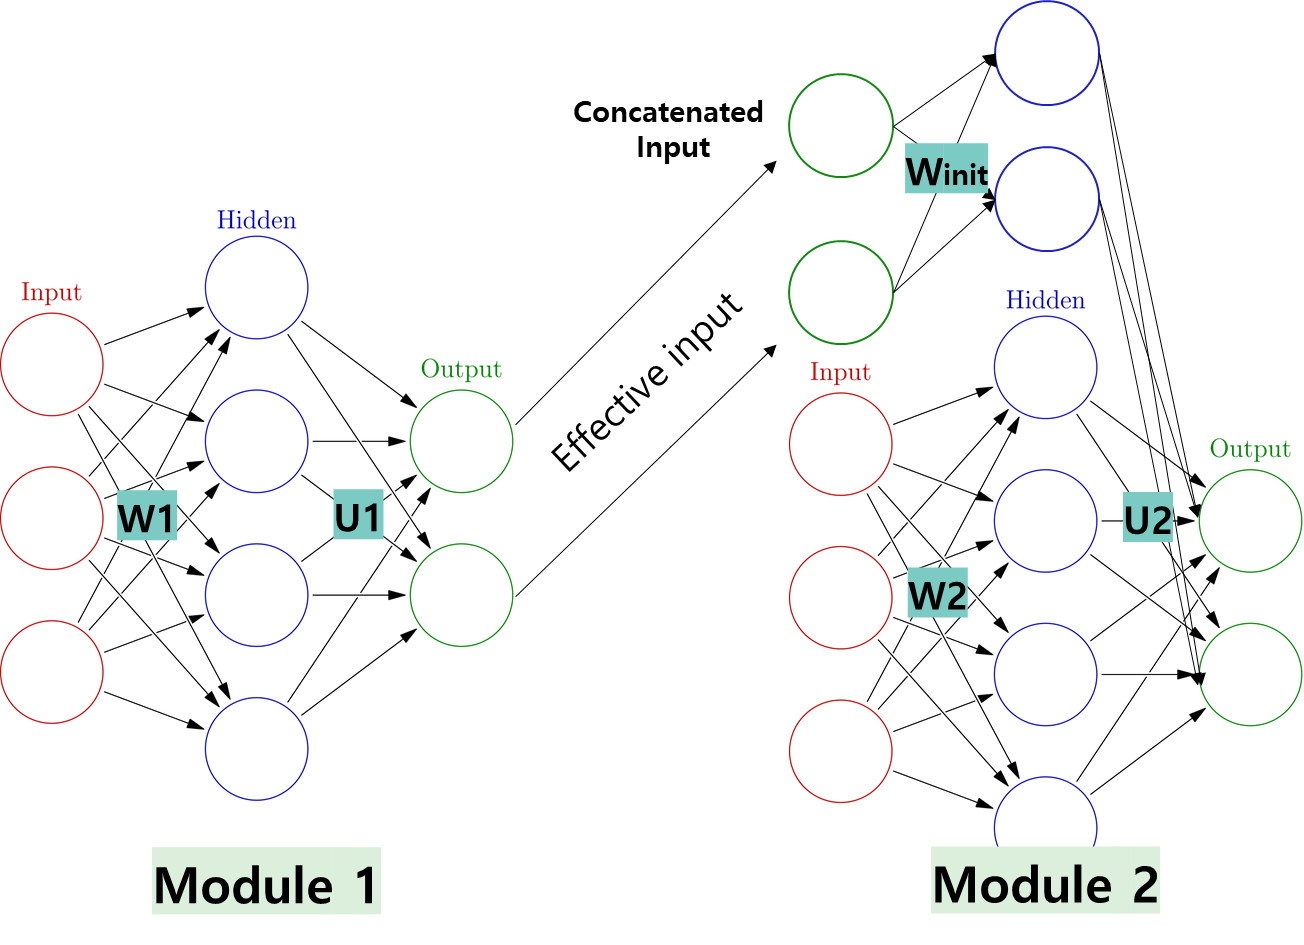 Input
Hidden
Output
W1
U1
Module 1
Effective input
Concatenated
Input
Winit
Input
Hidden
Output
W2
U2
Module 2